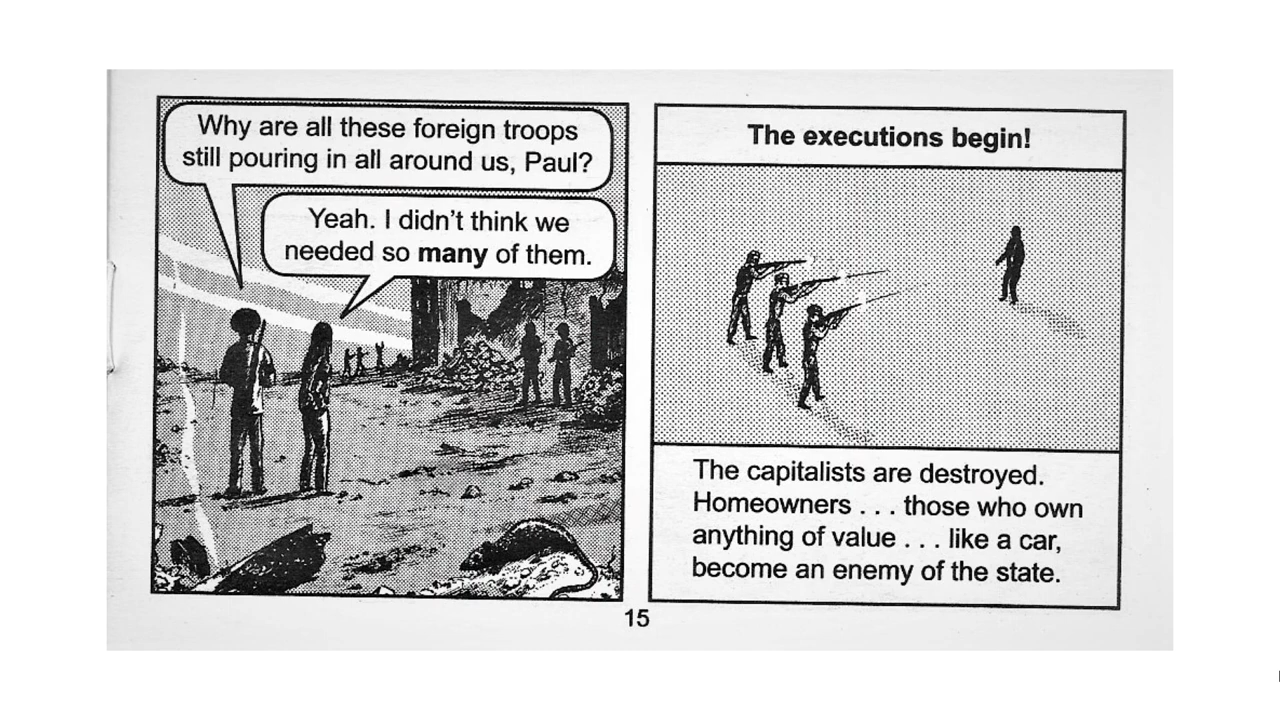 Why are all these foreign troops
still pouring in all around us, Paul?
Yeah. I didn't think we
needed so many of them.
The executions begin!
The capitalists are destroyed.
Homeowners . . . those who own
anything of value . . . like a car,
become an enemy of the state.
15